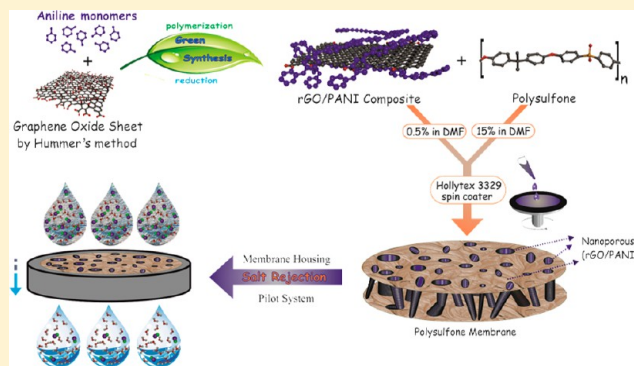 Aniline monomers
polymerization
Green
Synthesis
reduction
+
Graphene Oxide Sheet
by Hummer's method
rGO/PANI Composite
+
n
Polysulfone
0.5% in DMF
15% in DMF
Hollytex 3329
spin coater
Nanoporous
(rGO/PANI
Polysulfone Membrane
Membrane Housing
Salt Rejection
Pilot System